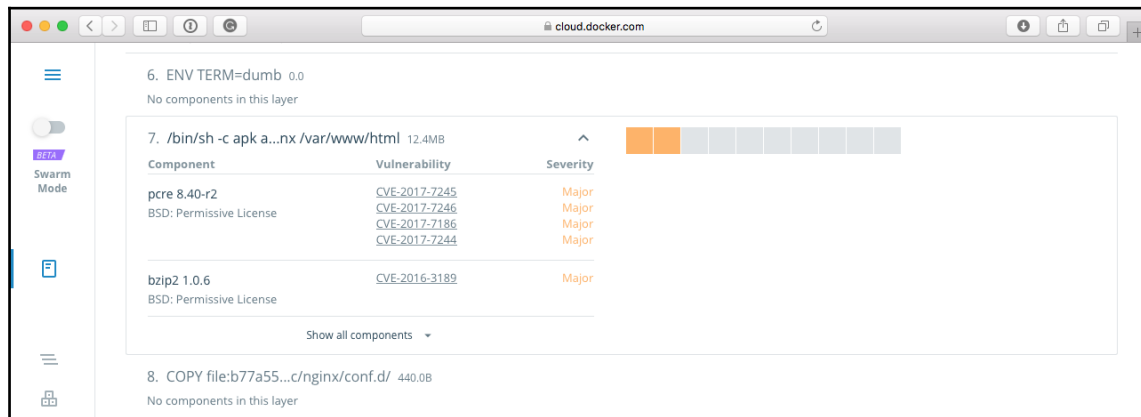 cloud.docker.com
6. ENV TERM=dumb 0.0
No components in this layer
7. /bin/sh -c apk a...nx /var/www/html 12.4MB
Component Vulnerability Severity
pcre 8.40-r2 CVE-2017-7245 Major
BSD: Permissive License CVE-2017-7246 Major
CVE-2017-7186 Major
CVE-2017-7244 Major
bzip2 1.0.6 CVE-2016-3189 Major
BSD: Permissive License
Show all components
8. COPY file:b77a55...c/nginx/conf.d/ 440.0B
No components in this layer
BETA
Swarm
Mode